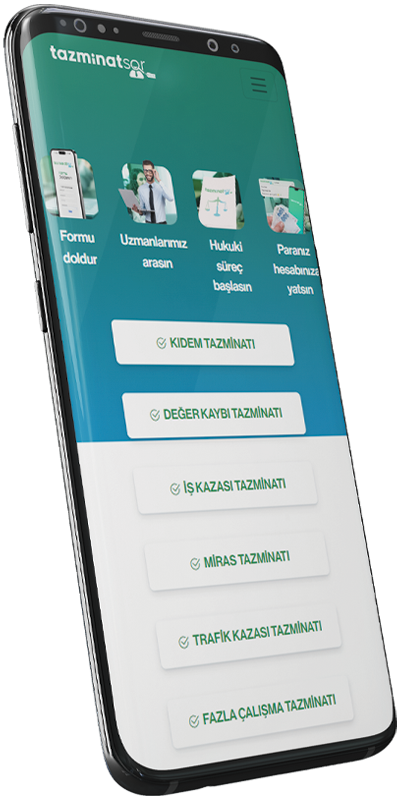 tazminatsor
Formu
doldur
Uzmanlarımız
arasın
Hukuki
süreç
başlasın
Paranız
hesabınıza
yatsın
KIDEM TAZMİNATI
DEĞER KAYBI TAZMİNATI
İŞ KAZASI TAZMİNATI
MİRAS TAZMİNATI
TRAFİK KAZASI TAZMİNATI
FAZLA ÇALIŞMA TAZMİNATI